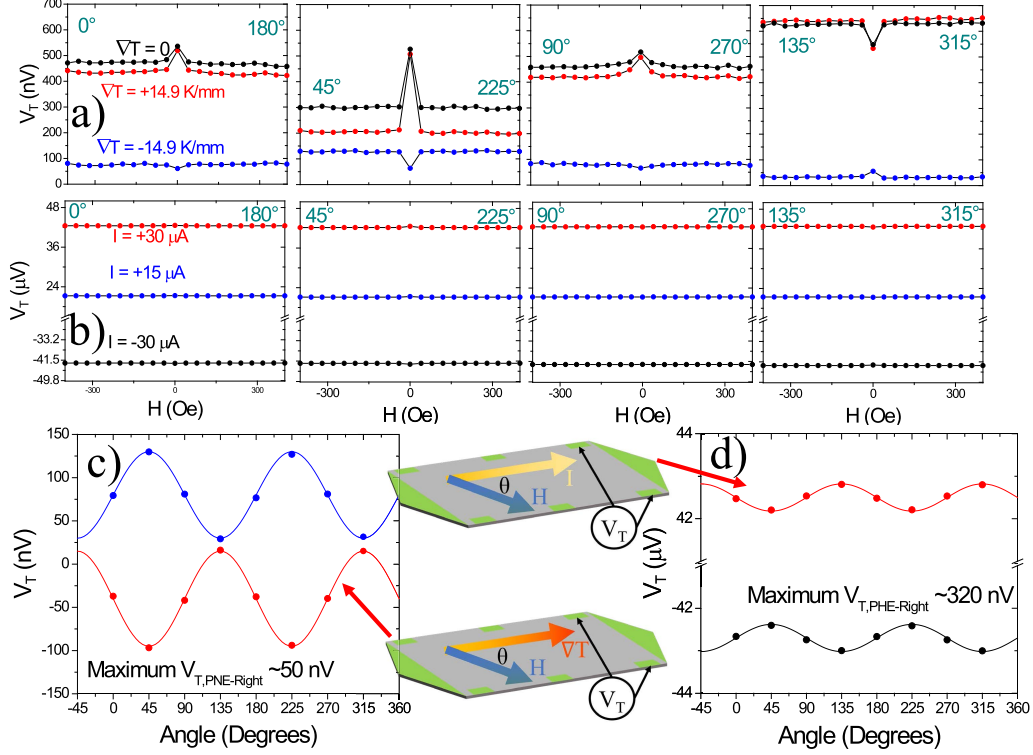 700
600
500
400
300
200
100
0
V_T (nV)
0°
180°
∇T = 0
∇T = +14.9 K/mm
a)
∇T = -14.9 K/mm
45°
225°
90°
270°
135°
315°
48
36
24
-33.2
-41.5
-49.8
V_T (µV)
0°
180°
I = +30 µA
I = +15 µA
b)
I = -30 µA
45°
225°
90°
270°
135°
315°
-300 0 300
-300 0 300
-300 0 300
-300 0 300
H (Oe)
H (Oe)
H (Oe)
H (Oe)
150
100
50
0
-50
-100
-150
V_T (nV)
c)
Maximum V_T,PNE-Right ~50 nV
-45 0 45 90 135 180 225 270 315 360
Angle (Degrees)
θ
I
H
V_T
θ
∇T
H
V_T
44
42
-42
-44
V_T (µV)
d)
Maximum V_T,PHE-Right ~320 nV
-45 0 45 90 135 180 225 270 315 360
Angle (Degrees)